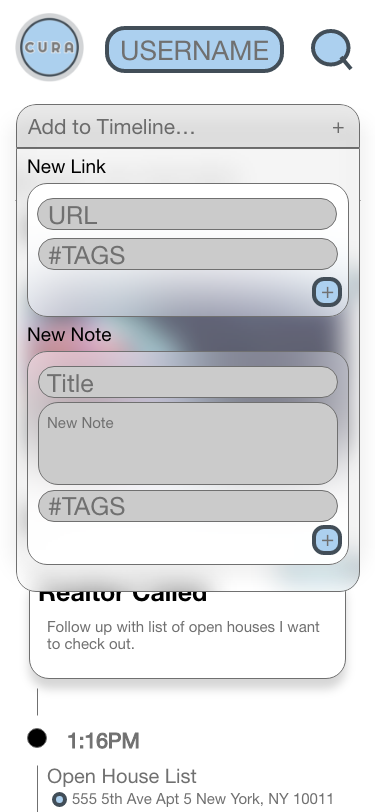 CURA
USERNAME
Add to Timeline... +
New Link
URL
#TAGS
+
New Note
Title
New Note
#TAGS
+
Realtor Called
Follow up with list of open houses I want
to check out.
1:16PM
Open House List
555 5th Ave Apt 5 New York, NY 10011